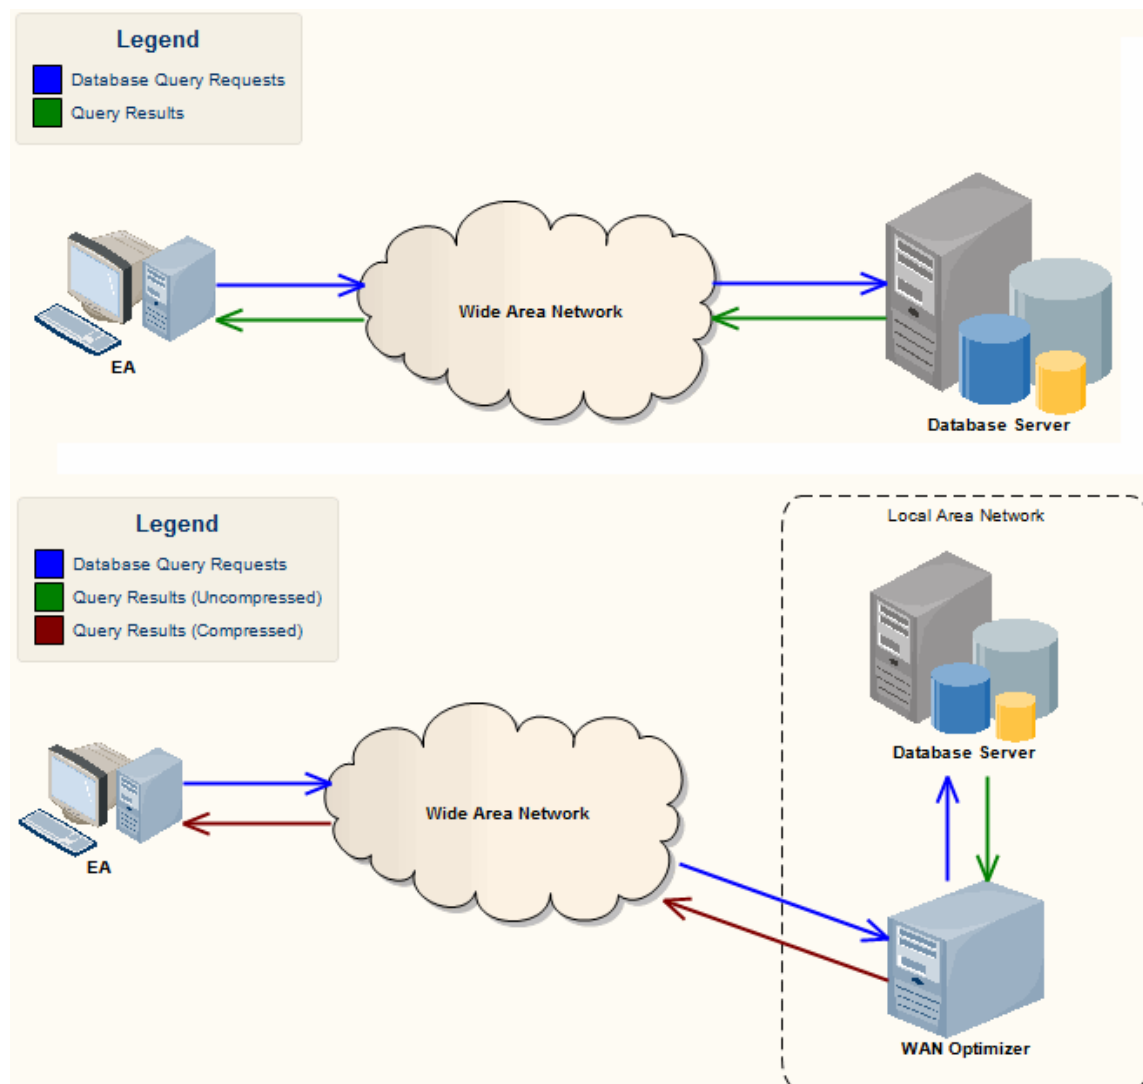 Legend
Database Query Requests
Query Results
Wide Area Network
EA
Database Server
Legend
Database Query Requests
Query Results (Uncompressed)
Query Results (Compressed)
Local Area Network
Database Server
Wide Area Network
EA
WAN Optimizer